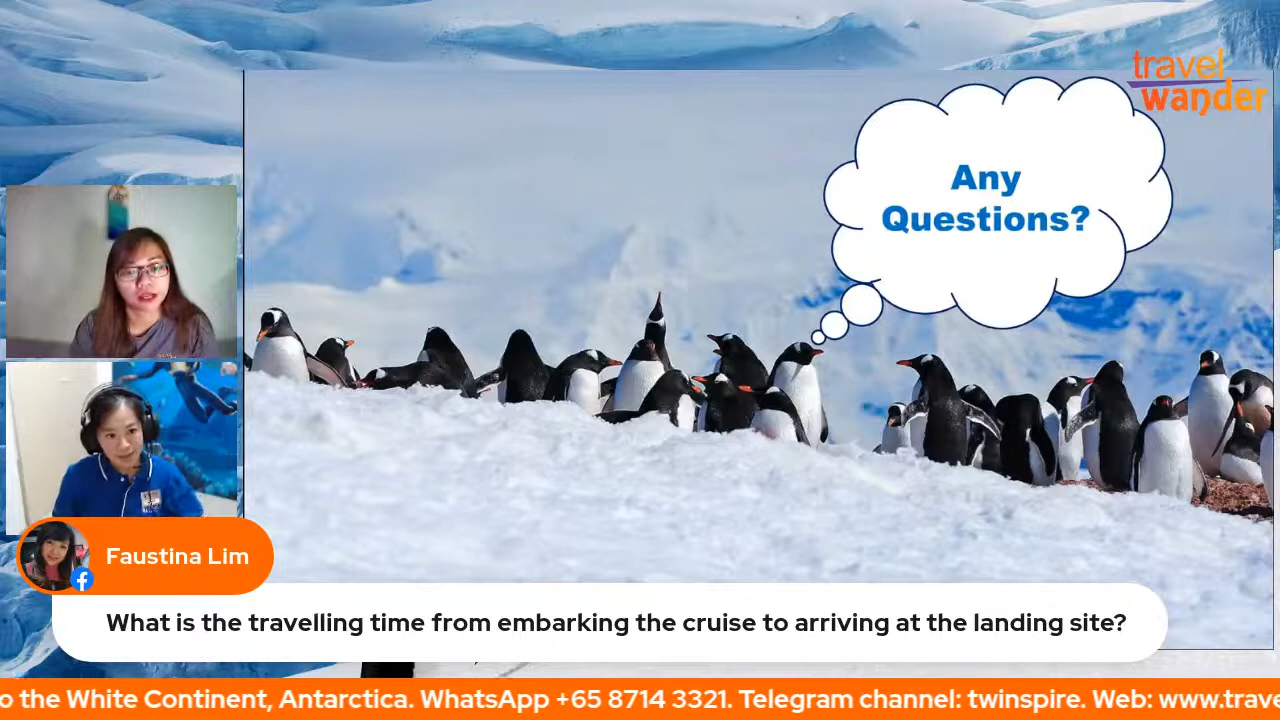 travel
wander
Any
Questions?
Faustina Lim
What is the travelling time from embarking the cruise to arriving at the landing site?
o the White Continent, Antarctica. WhatsApp +65 8714 3321. Telegram channel: twinspire. Web: www.trave